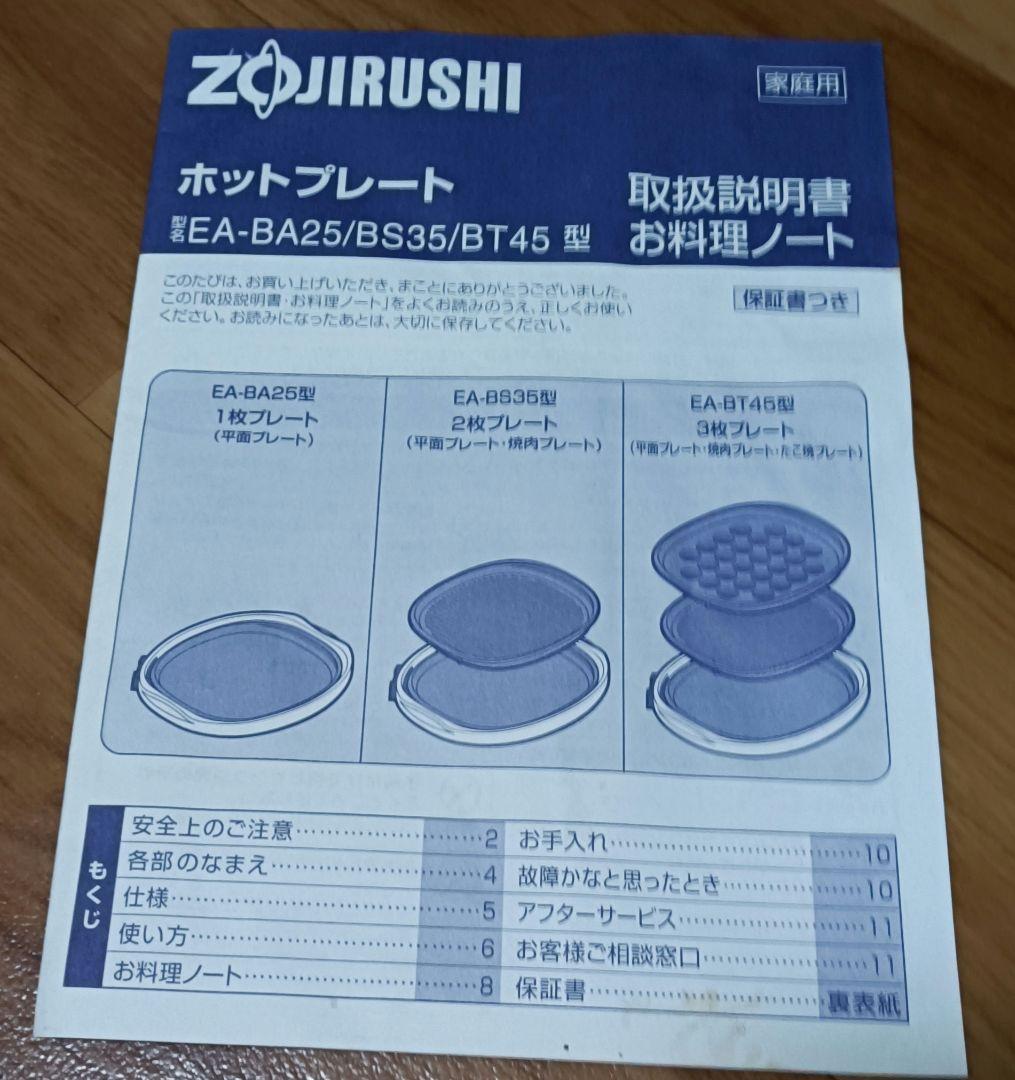 ZOJIRUSHI
家庭用
ホットプレート
型名 EA-BA25/BS35/BT45 型
取扱説明書
お料理ノート
このたびは、お買い上げいただき、まことにありがとうございました。
この「取扱説明書・お料理ノート」をよくお読みのうえ、正しくお使い
ください。お読みになったあとは、大切に保存してください。
保証書つき
EA-BA25型
1枚プレート
(平面プレート)
EA-BS35型
2枚プレート
(平面プレート・焼肉プレート)
EA-BT45型
3枚プレート
(平面プレート・焼肉プレート・たこ焼プレート)
もくじ
安全上のご注意……2
各部のなまえ……4
仕様……5
使い方……6
お料理ノート……8
お手入れ……10
故障かなと思ったとき……10
アフターサービス……11
お客様ご相談窓口……11
保証書……裏表紙